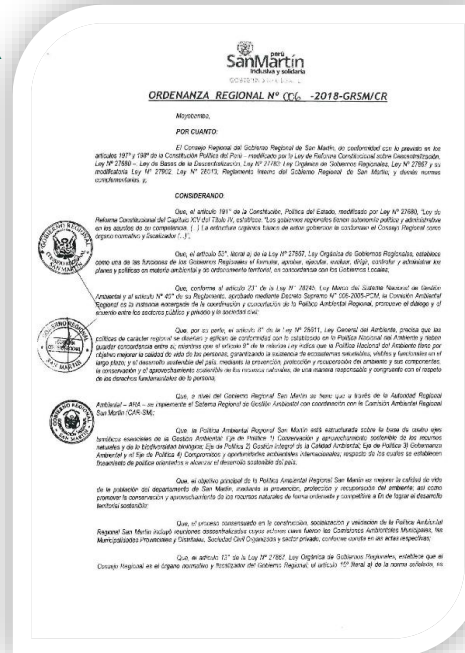 perú
SanMartín
inclusiva y solidaria
GOBIERNO REGIONAL
ORDENANZA REGIONAL Nº 006 -2018-GRSM/CR
Moyobamba,
POR CUANTO:
El Consejo Regional del Gobierno Regional de San Martín, de conformidad con lo previsto en los
artículos 197° y 198° de la Constitución Política del Perú – modificado por la Ley de Reforma Constitucional sobre Descentralización,
Ley Nº 27680 –, Ley de Bases de la Descentralización, Ley Nº 27783; Ley Orgánica de Gobiernos Regionales, Ley Nº 27867 y su
modificatoria Ley Nº 27902, Ley Nº 28013, Reglamento Interno del Gobierno Regional de San Martín; y demás normas
complementarias, y;
CONSIDERANDO
Que, el artículo 191° de la Constitución, Política del Estado, modificado por Ley Nº 27680, "Ley de
Reforma Constitucional del Capítulo XIV del Título IV, establece. "Los gobiernos regionales tienen autonomía política y administrativa
en los asuntos de su competencia, (...) La estructura orgánica básica de estos gobiernos la conforman el Consejo Regional como
órgano normativo y fiscalizador (...)",
Que, el artículo 53°, literal a) de la Ley Nº 27867, Ley Orgánica de Gobiernos Regionales, establece
como una de las funciones de los Gobiernos Regionales el formular, aprobar, ejecutar, evaluar, dirigir, controlar y administrar los
planes y políticas en materia ambiental y de ordenamiento territorial, en concordancia con los Gobiernos Locales;
Que, conforme al artículo 23° de la Ley Nº 28245, Ley Marco del Sistema Nacional de Gestión
Ambiental y al artículo Nº 40° de su Reglamento, aprobado mediante Decreto Supremo Nº 008-2005-PCM, la Comisión Ambiental
Regional es la instancia encargada de la coordinación y concertación de la Política Ambiental Regional, promueve el diálogo y el
acuerdo entre los sectores público y privado y la sociedad civil;
Que, por su parte, el artículo 8° de la Ley Nº 28611, Ley General del Ambiente, precisa que las
políticas de carácter regional se diseñan y aplican de conformidad con lo establecido en la Política Nacional del Ambiente y deben
guardar concordancia entre sí; mientras que el artículo 9° de la referida Ley indica que la Política Nacional del Ambiente tiene por
objetivo mejorar la calidad de vida de las personas, garantizando la existencia de ecosistemas saludables, viables y funcionales en el
largo plazo; y el desarrollo sostenible del país, mediante la prevención, protección y recuperación del ambiente y sus componentes,
la conservación y el aprovechamiento sostenible de los recursos naturales, de una manera responsable y congruente con el respeto
de los derechos fundamentales de la persona;
Que, a nivel del Gobierno Regional San Martín se tiene que a través de la Autoridad Regional
Ambiental – ARA – se implementa el Sistema Regional de Gestión Ambiental con coordinación con la Comisión Ambiental Regional
San Martín (CAR-SM);
Que, la Política Ambiental Regional San Martín está estructurada sobre la base de cuatro ejes
temáticos esenciales de la Gestión Ambiental: Eje de Política 1) Conservación y aprovechamiento sostenible de los recursos
naturales y de la biodiversidad biológica; Eje de Política 2) Gestión integral de la Calidad Ambiental; Eje de Política 3) Gobernanza
Ambiental y el Eje de Política 4) Compromisos y oportunidades ambientales internacionales; respecto de los cuales se establecen
lineamiento de política orientados a alcanzar el desarrollo sostenible del país.
Que, el objetivo principal de la Política Ambiental Regional San Martín es mejorar la calidad de vida
de la población del departamento de San Martín, mediante la prevención, protección y recuperación del ambiente; así como
promover la conservación y aprovechamiento de los recursos naturales de forma ordenada y competitiva a fin de lograr el desarrollo
territorial sostenible;
Que, el proceso consensuado en la construcción, socialización y validación de la Política Ambiental
Regional San Martín incluyó reuniones descentralizadas cuyos actores clave fueron las Comisiones Ambientales Municipales, las
Municipalidades Provinciales y Distritales, Sociedad Civil Organizada y sector privado, conforme consta en las actas respectivas;
Que, el artículo 13° de la Ley Nº 27867, Ley Orgánica de Gobiernos Regionales, establece que el
Consejo Regional es el órgano normativo y fiscalizador del Gobierno Regional; el artículo 15° literal a) de la norma señalada, es